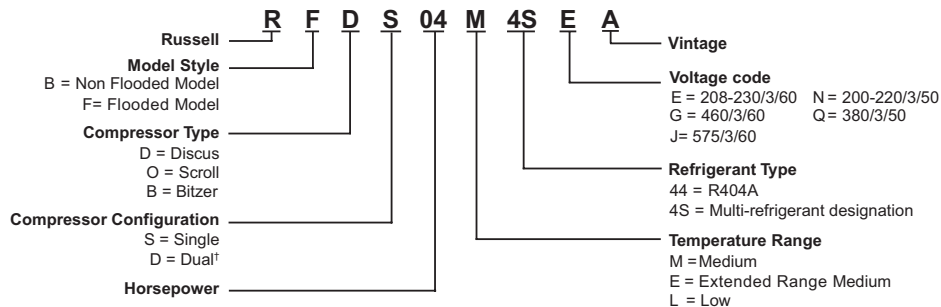 R F D S 04 M 4S E A
Russell
Model Style
B = Non Flooded Model
F= Flooded Model
Compressor Type
D = Discus
O = Scroll
B = Bitzer
Compressor Configuration
S = Single
D = Dual†
Horsepower
Vintage
Voltage code
E = 208-230/3/60 N = 200-220/3/50
G = 460/3/60 Q = 380/3/50
J= 575/3/60
Refrigerant Type
44 = R404A
4S = Multi-refrigerant designation
Temperature Range
M =Medium
E = Extended Range Medium
L = Low